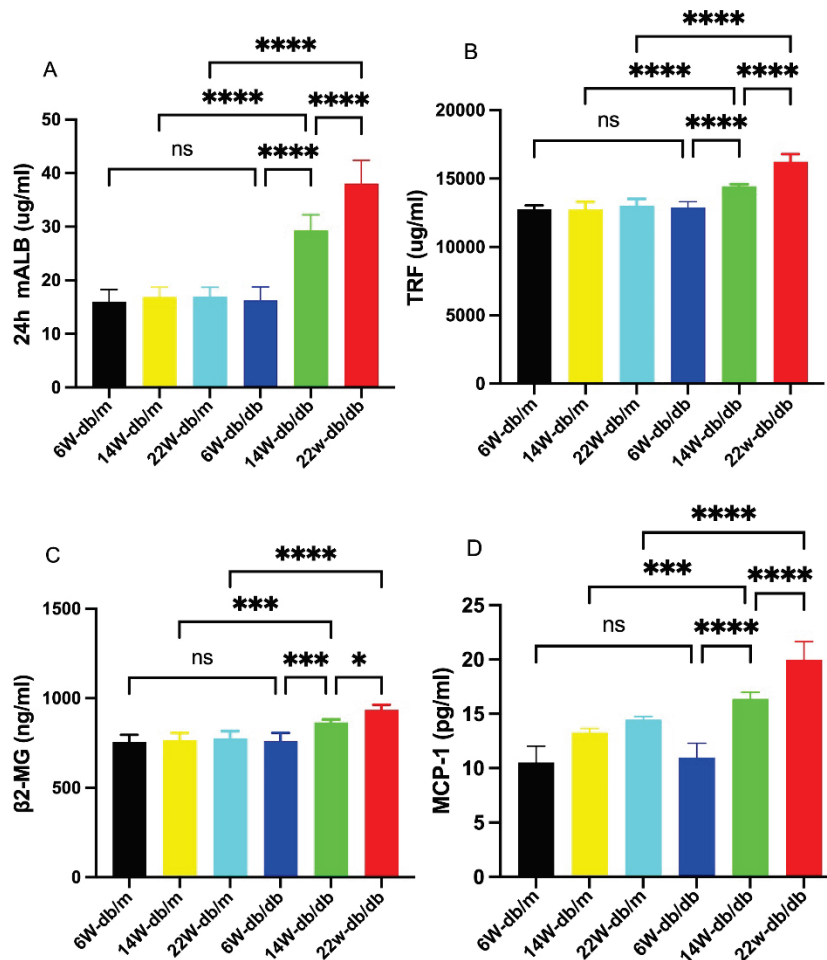 A
24h mALB (ug/ml)
50
40
30
20
10
0
ns
****
****
****
****
6W-db/m
14W-db/m
22W-db/m
6W-db/db
14W-db/db
22w-db/db
B
TRF (ug/ml)
20000
15000
10000
5000
0
ns
****
****
****
****
6W-db/m
14W-db/m
22W-db/m
6W-db/db
14W-db/db
22w-db/db
C
β2-MG (ng/ml)
1500
1000
500
0
ns
***
***
*
****
6W-db/m
14W-db/m
22W-db/m
6W-db/db
14W-db/db
22w-db/db
D
MCP-1 (pg/ml)
25
20
15
10
5
0
ns
****
***
****
****
6W-db/m
14W-db/m
22W-db/m
6W-db/db
14W-db/db
22w-db/db